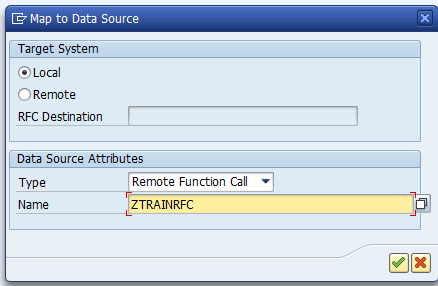 Map to Data Source
Target System
Local
Remote
RFC Destination
Data Source Attributes
Type Remote Function Call
Name ZTRAINRFC